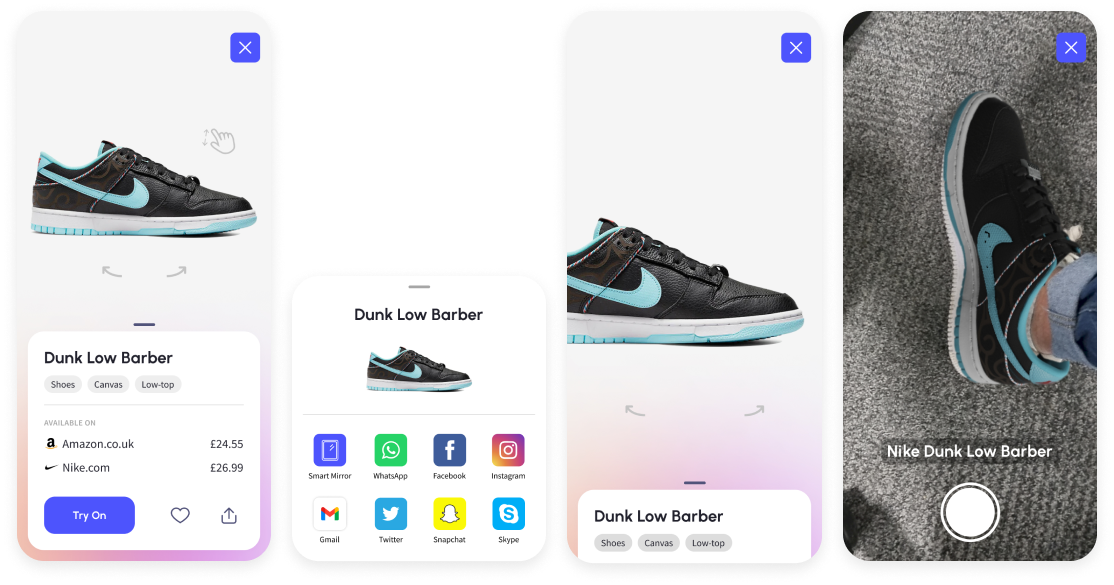 Dunk Low Barber
Shoes Canvas Low-top
AVAILABLE ON
Amazon.co.uk £24.55
Nike.com £26.99
Try On
Dunk Low Barber
Smart Mirror WhatsApp Facebook Instagram
Gmail Twitter Snapchat Skype
Dunk Low Barber
Shoes Canvas Low-top
Nike Dunk Low Barber